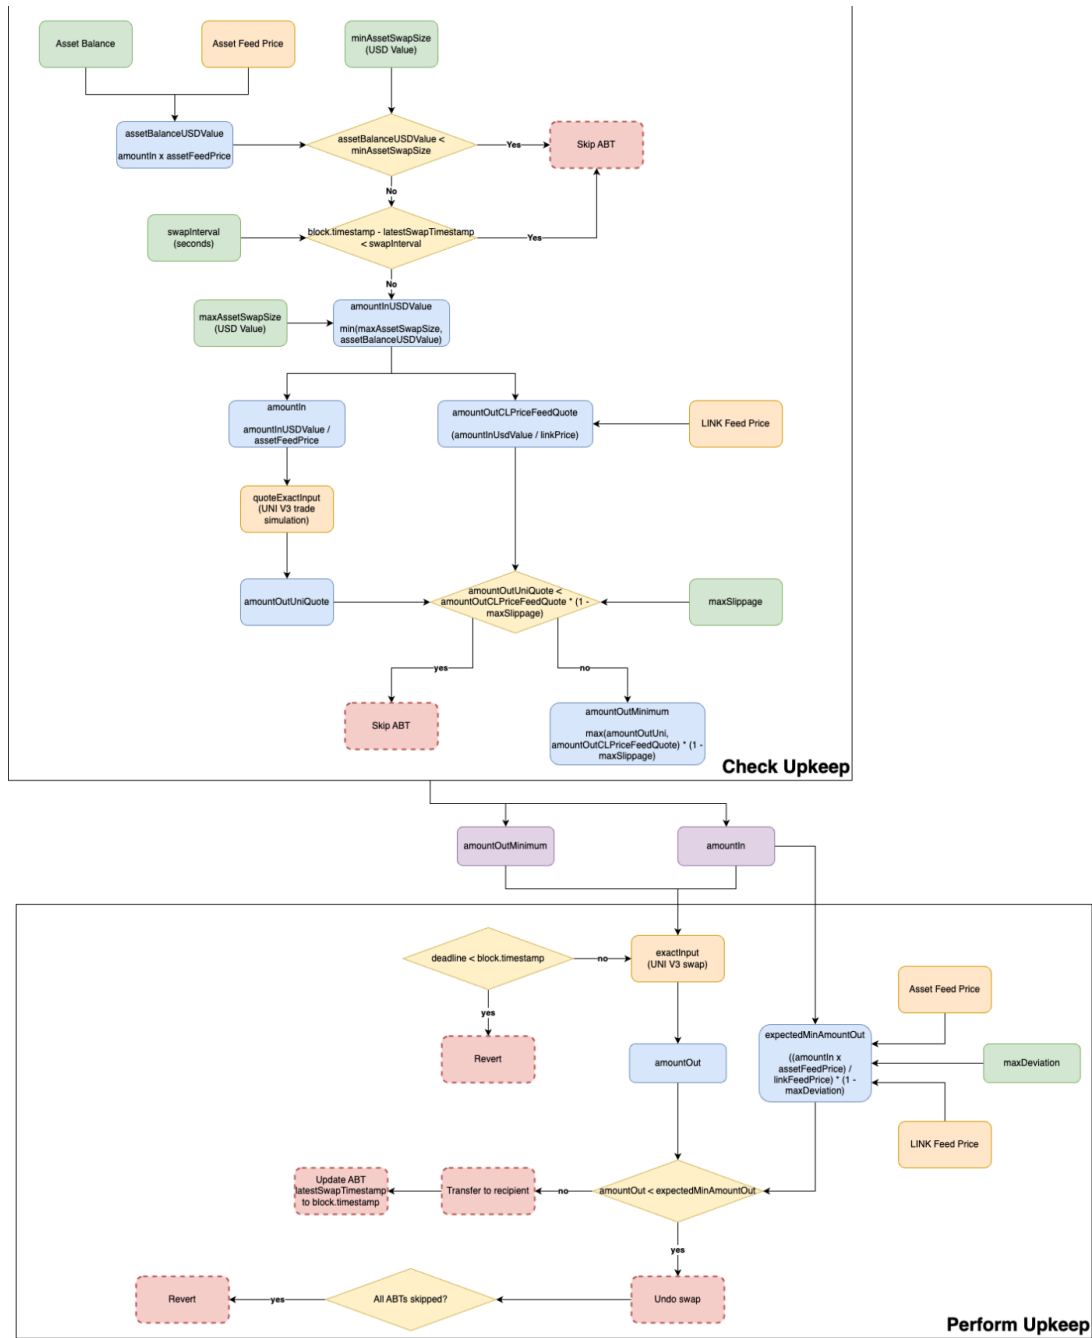 Asset Balance
Asset Feed Price
minAssetSwapSize
(USD Value)
assetBalanceUSDValue
amountIn x assetFeedPrice
assetBalanceUSDValue <
minAssetSwapSize
Yes
Skip ABT
No
swapInterval
(seconds)
block.timestamp - latestSwapTimestamp
< swapInterval
Yes
No
maxAssetSwapSize
(USD Value)
amountInUSDValue
min(maxAssetSwapSize,
assetBalanceUSDValue)
amountIn
amountInUSDValue /
assetFeedPrice
amountOutCLPriceFeedQuote
(amountInUsdValue / linkPrice)
LINK Feed Price
quoteExactInput
(UNI V3 trade
simulation)
amountOutUniQuote
amountOutUniQuote <
amountOutCLPriceFeedQuote * (1 -
maxSlippage)
maxSlippage
yes
no
Skip ABT
amountOutMinimum
max(amountOutUni,
amountOutCLPriceFeedQuote) * (1 -
maxSlippage)
Check Upkeep
amountOutMinimum
amountIn
deadline < block.timestamp
no
exactInput
(UNI V3 swap)
yes
Revert
amountOut
Asset Feed Price
expectedMinAmountOut
((amountIn x
assetFeedPrice) /
linkFeedPrice) * (1 -
maxDeviation)
maxDeviation
LINK Feed Price
Update ABT
latestSwapTimestamp
to block.timestamp
Transfer to recipient
no
amountOut < expectedMinAmountOut
yes
Revert
yes
All ABTs skipped?
Undo swap
Perform Upkeep